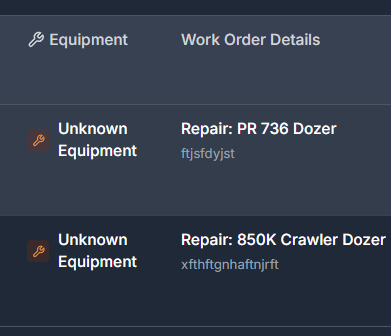 Equipment Work Order Details
Unknown Equipment
Repair: PR 736 Dozer
ftjsfdyjst
Unknown Equipment
Repair: 850K Crawler Dozer
xfthftgnhaftnjrft